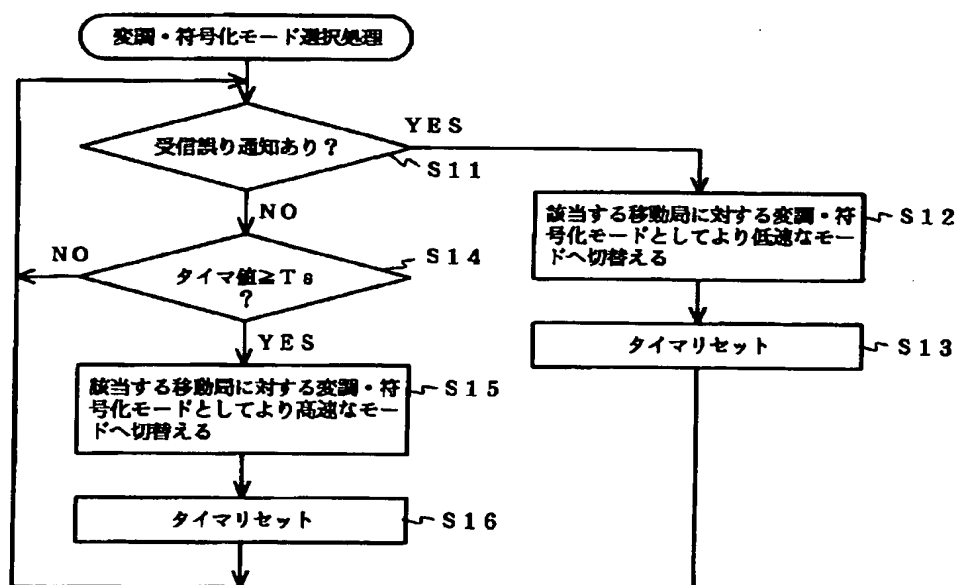 変調・符号化モード選択処理
受信誤り通知あり？
YES
S11
NO
該当する移動局に対する変調・符
号化モードとしてより低速なモー
ドへ切替える
S12
NO
タイマ値≧Ts
？
S14
YES
タイマリセット
S13
該当する移動局に対する変調・符
号化モードとしてより高速なモー
ドへ切替える
S15
タイマリセット
S16